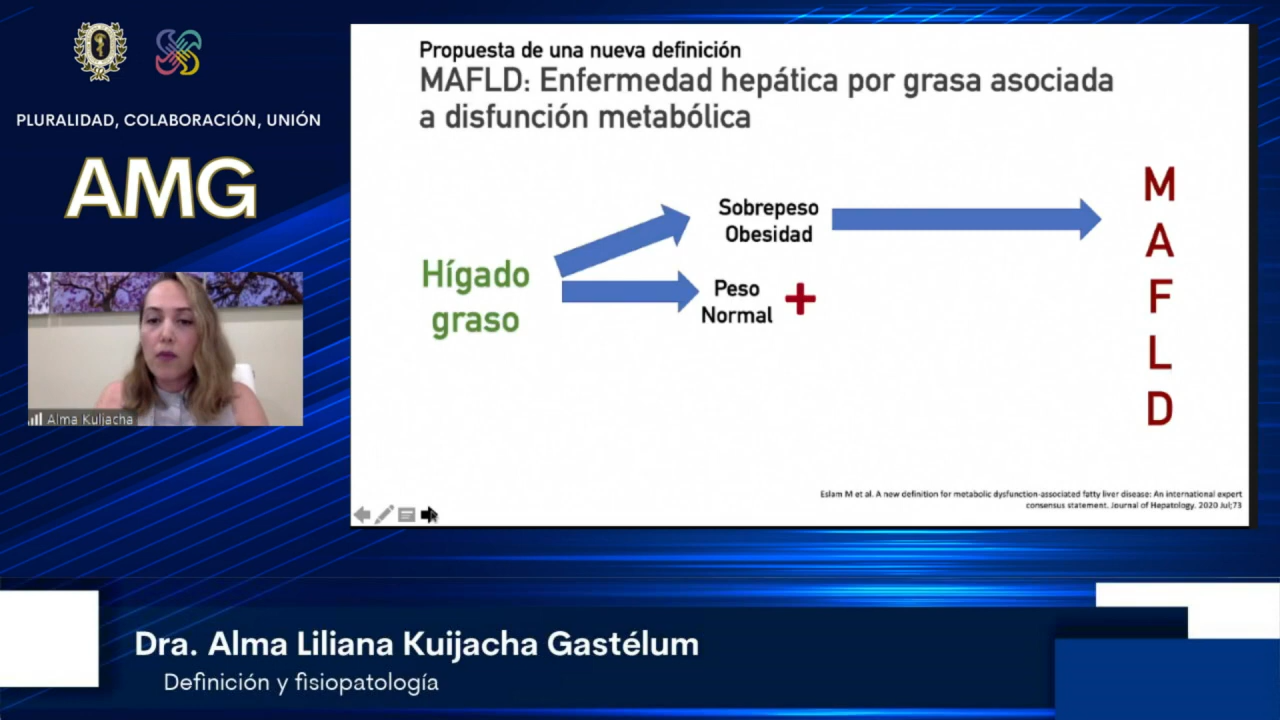 PLURALIDAD, COLABORACIÓN, UNIÓN
AMG
Alma Kuijacha
Propuesta de una nueva definición
MAFLD: Enfermedad hepática por grasa asociada
a disfunción metabólica
Hígado
graso
Sobrepeso
Obesidad
Peso
Normal
+
M
A
F
L
D
Eslam M et al. A new definition for metabolic dysfunction-associated fatty liver disease: An international expert
consensus statement. Journal of Hepatology. 2020 Jul;73
Dra. Alma Liliana Kuijacha Gastélum
Definición y fisiopatología